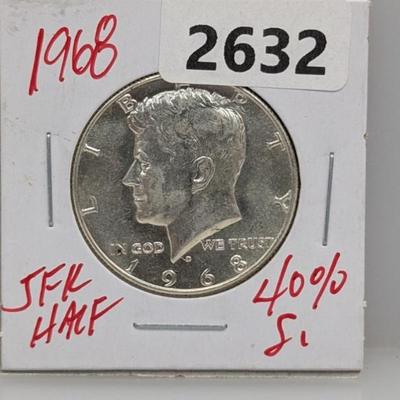 1968
2632
LIBERTY
IN GOD WE TRUST
D
1968
JFK
HALF
40%
Si